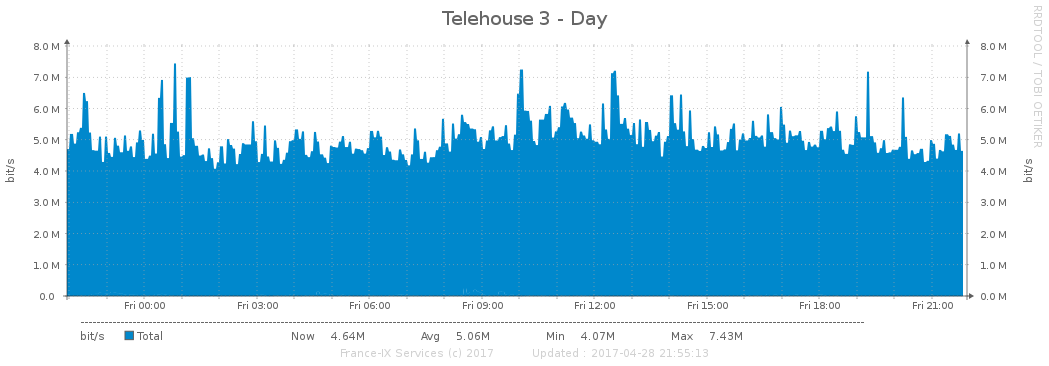 Telehouse 3 - Day
RRDTOOL / TOBI OETIKER
8.0 M 8.0 M
7.0 M 7.0 M
6.0 M 6.0 M
5.0 M 5.0 M
4.0 M 4.0 M
3.0 M 3.0 M
2.0 M 2.0 M
1.0 M 1.0 M
0.0 0.0 M
bit/s bit/s
Fri 00:00 Fri 03:00 Fri 06:00 Fri 09:00 Fri 12:00 Fri 15:00 Fri 18:00 Fri 21:00
bit/s Total Now 4.64M Avg 5.06M Min 4.07M Max 7.43M
France-IX Services (c) 2017 Updated : 2017-04-28 21:55:13